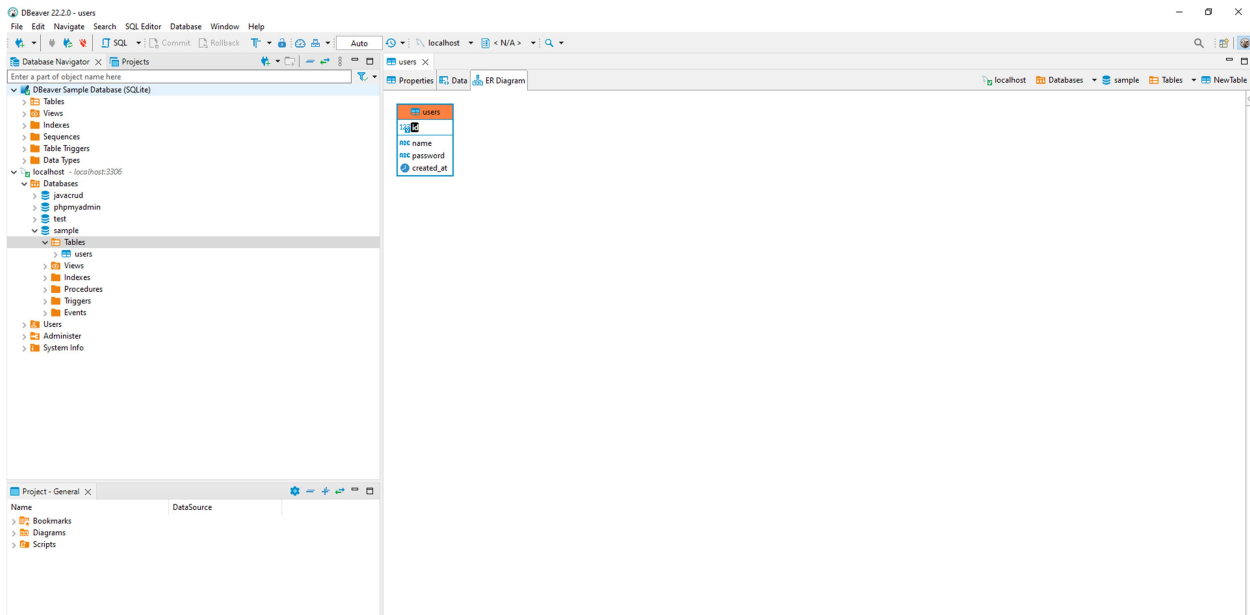 DBeaver 22.2.0 - users
File Edit Navigate Search SQL Editor Database Window Help
SQL Commit Rollback Auto localhost < N/A >
Database Navigator Projects
Enter a part of object name here
DBeaver Sample Database (SQLite)
Tables
Views
Indexes
Sequences
Table Triggers
Data Types
localhost - localhost:3306
Databases
javacrud
phpmyadmin
test
sample
Tables
users
Views
Indexes
Procedures
Triggers
Events
Users
Administer
System Info
Project - General
Name DataSource
Bookmarks
Diagrams
Scripts
users
Properties Data ER Diagram localhost Databases sample Tables NewTable
users
123 id
ABC name
ABC password
created_at